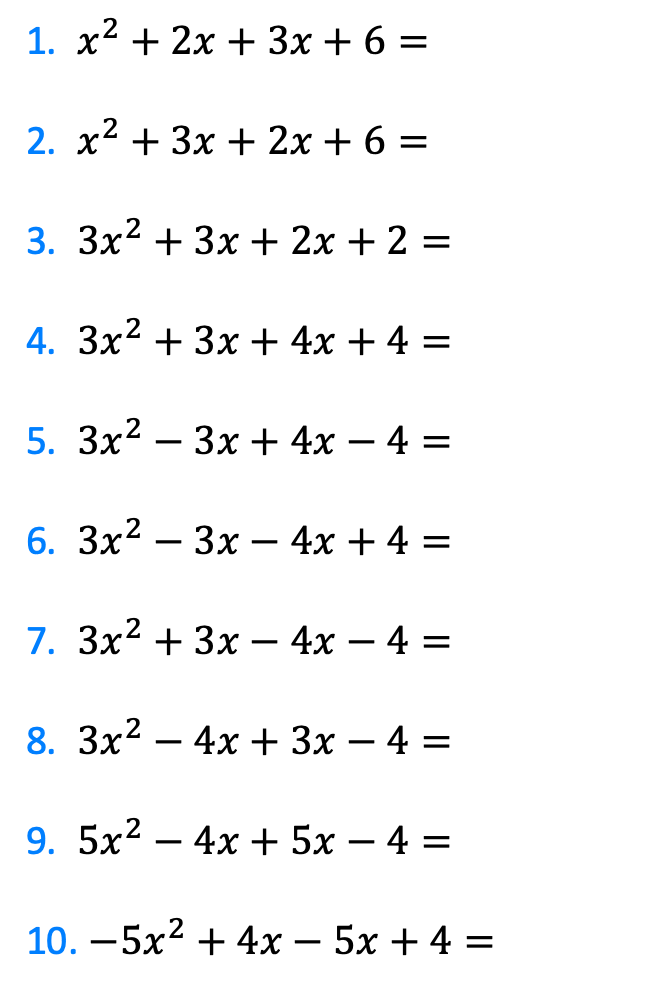 1. x² + 2x + 3x + 6 =
2. x² + 3x + 2x + 6 =
3. 3x² + 3x + 2x + 2 =
4. 3x² + 3x + 4x + 4 =
5. 3x² − 3x + 4x − 4 =
6. 3x² − 3x − 4x + 4 =
7. 3x² + 3x − 4x − 4 =
8. 3x² − 4x + 3x − 4 =
9. 5x² − 4x + 5x − 4 =
10. −5x² + 4x − 5x + 4 =